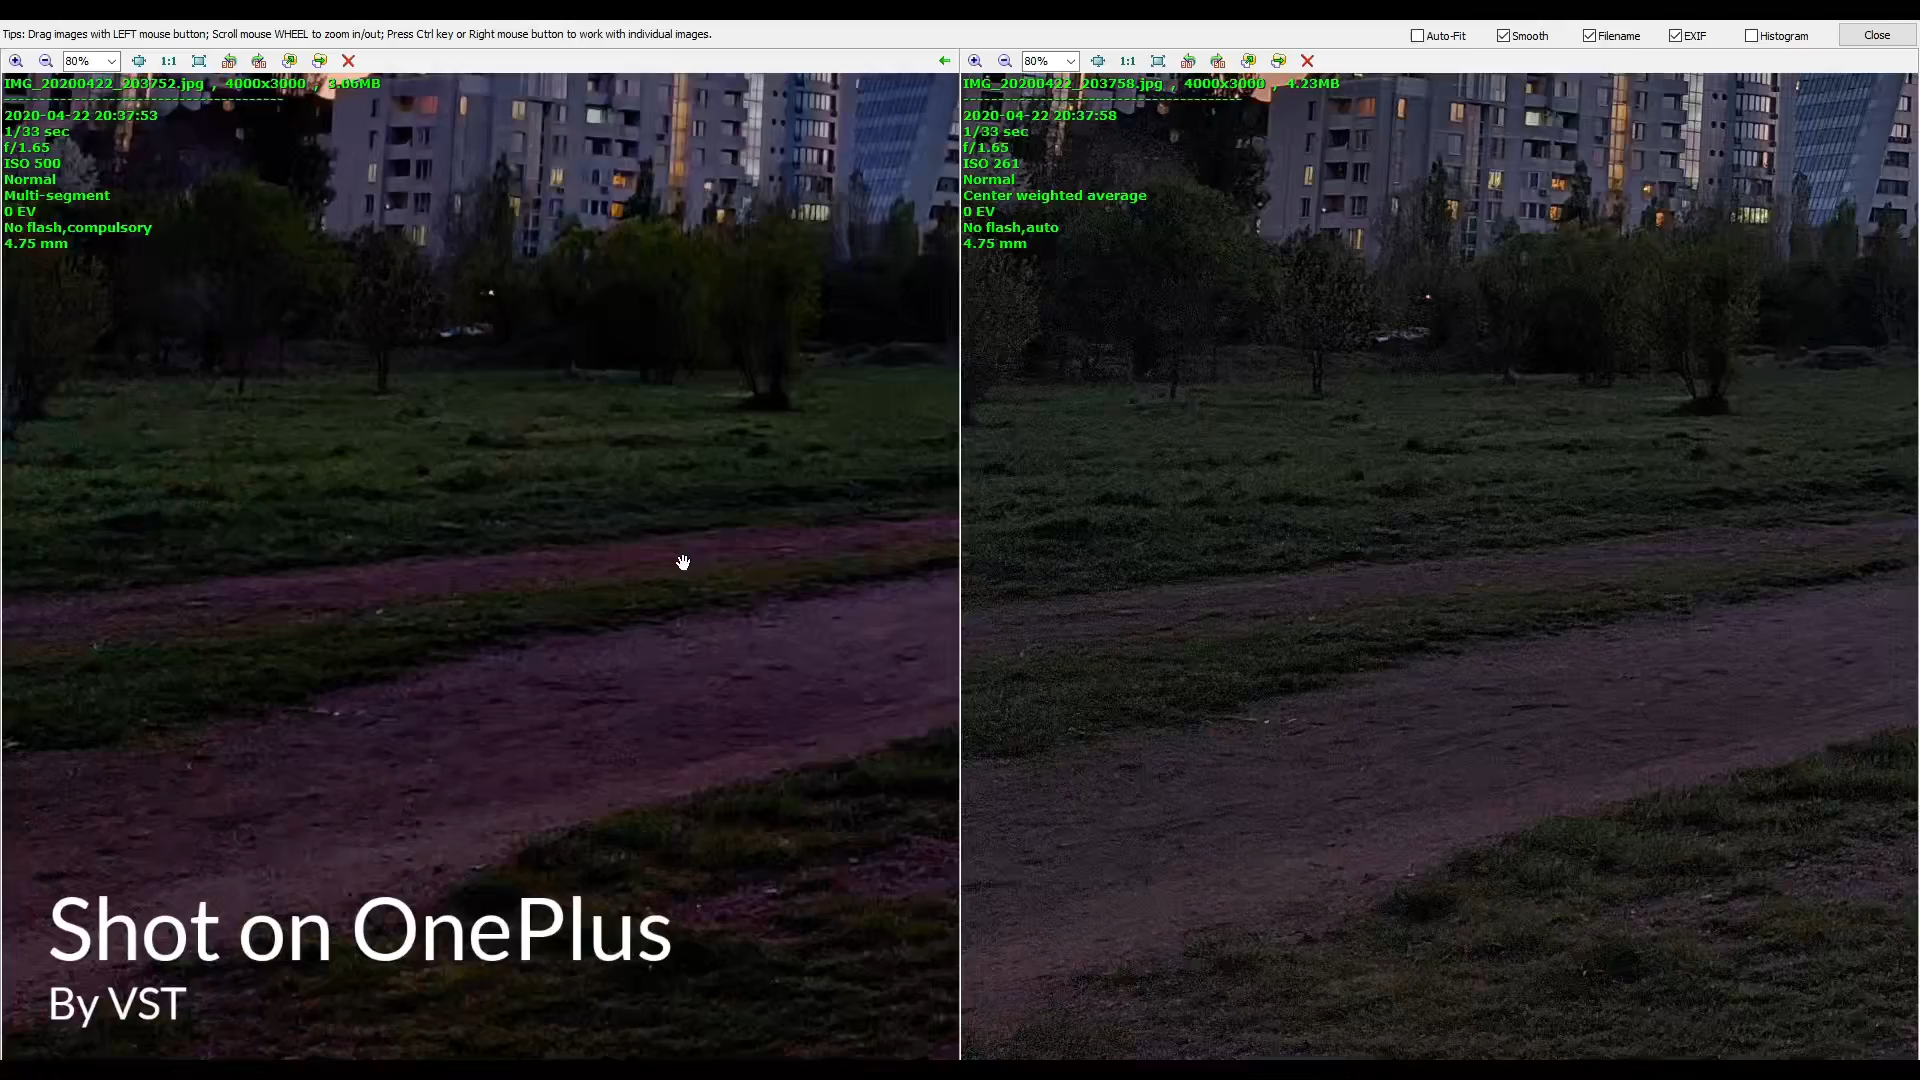 Tips: Drag images with LEFT mouse button; Scroll mouse WHEEL to zoom in/out; Press Ctrl key or Right mouse button to work with individual images.
Auto-Fit
Smooth
Filename
EXIF
Histogram
Close
80%
1:1
80%
1:1
IMG_20200422_203752.jpg , 4000x3000 , 3.06MB
2020-04-22 20:37:53
1/33 sec
f/1.65
ISO 500
Normal
Multi-segment
0 EV
No flash,compulsory
4.75 mm
IMG_20200422_203758.jpg , 4000x3000 , 4.23MB
2020-04-22 20:37:58
1/33 sec
f/1.65
ISO 261
Normal
Center weighted average
0 EV
No flash,auto
4.75 mm
Shot on OnePlus
By VST